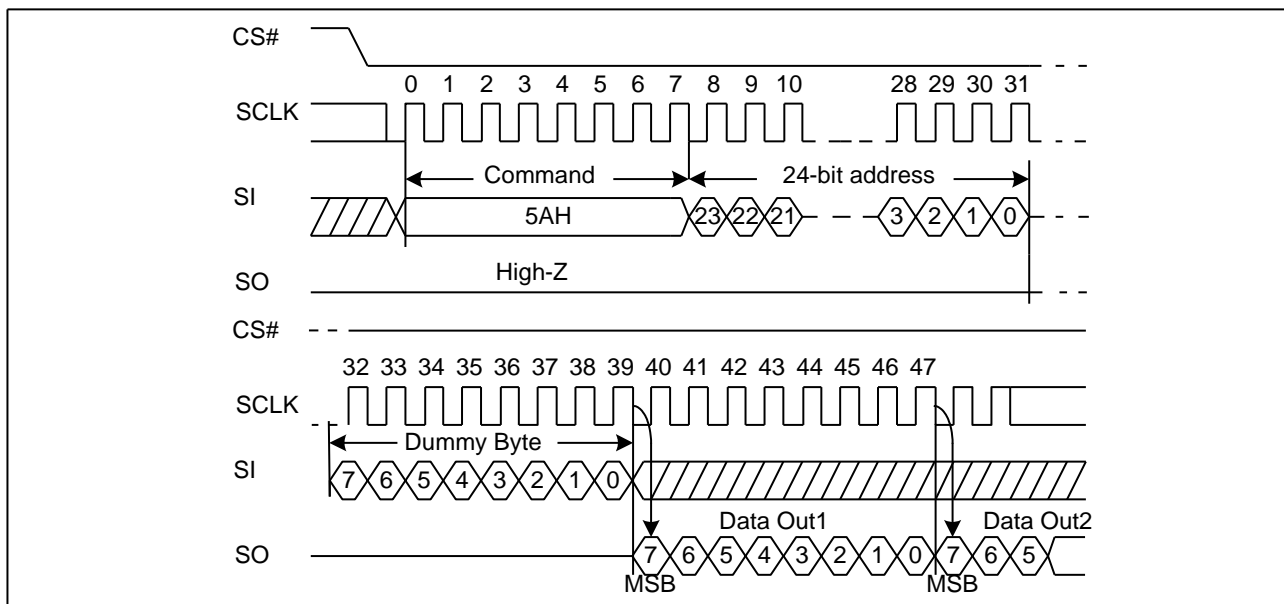 CS#
0 1 2 3 4 5 6 7 8 9 10 28 29 30 31
SCLK
Command 24-bit address
SI
5AH 23 22 21 3 2 1 0
High-Z
SO
CS#
32 33 34 35 36 37 38 39 40 41 42 43 44 45 46 47
SCLK
Dummy Byte
SI
7 6 5 4 3 2 1 0
Data Out1 Data Out2
SO
7 6 5 4 3 2 1 0 7 6 5
MSB MSB